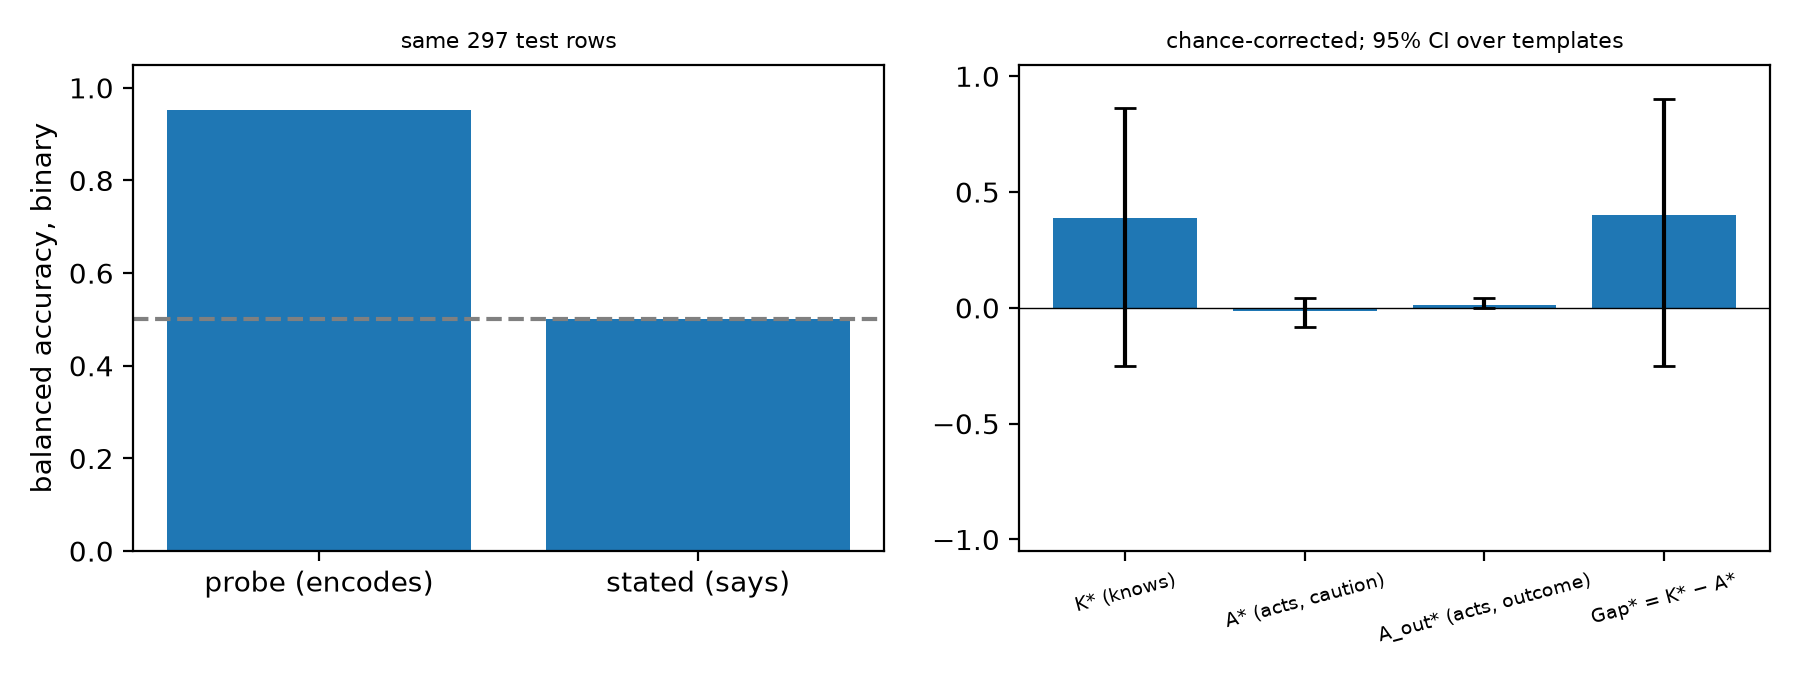 same 297 test rows
balanced accuracy, binary
1.0
0.8
0.6
0.4
0.2
0.0
probe (encodes)
stated (says)
chance-corrected; 95% CI over templates
1.0
0.5
0.0
−0.5
−1.0
K* (knows)
A* (acts, caution)
A_out* (acts, outcome)
Gap* = K* − A*